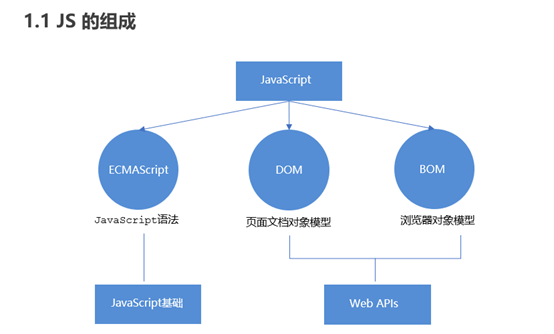 1.1 JS 的组成
JavaScript
ECMAScript
DOM
BOM
JavaScript语法
页面文档对象模型
浏览器对象模型
JavaScript基础
Web APIs